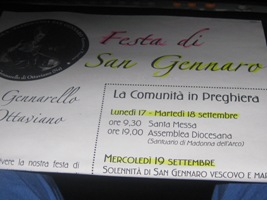 Festa di
San Gennaro
Gennarello
Ottaviano
La Comunità in Preghiera
Lunedì 17 - Martedì 18 settembre
ore 9,30 Santa Messa
ore 19,00 Assemblea Diocesana
(Santuario di Madonna dell'Arco)
vere la nostra festa di
Mercoledì 19 settembre
Solennità di San Gennaro vescovo e mar